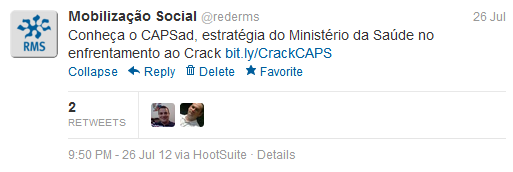 Mobilização Social @rederms 26 Jul
Conheça o CAPSad, estratégia do Ministério da Saúde no
enfrentamento ao Crack bit.ly/CrackCAPS
Collapse Reply Delete Favorite
RMS
2
RETWEETS
9:50 PM - 26 Jul 12 via HootSuite · Details